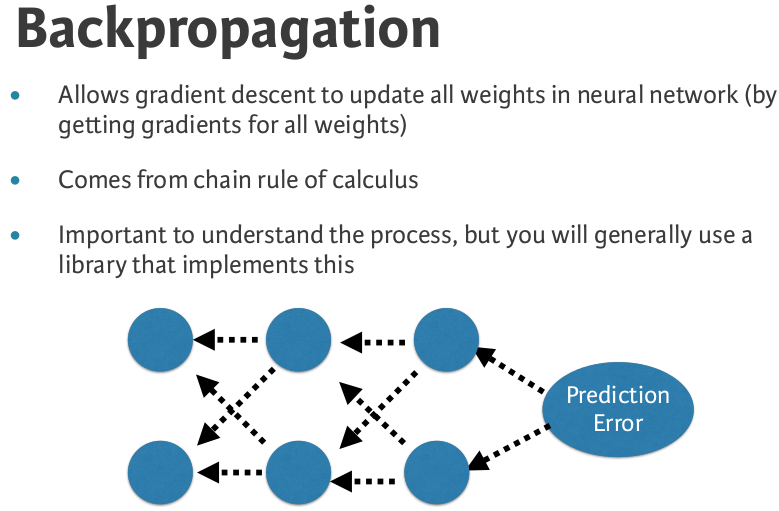 Backpropagation
• Allows gradient descent to update all weights in neural network (by
getting gradients for all weights)
• Comes from chain rule of calculus
• Important to understand the process, but you will generally use a
library that implements this
Prediction
Error